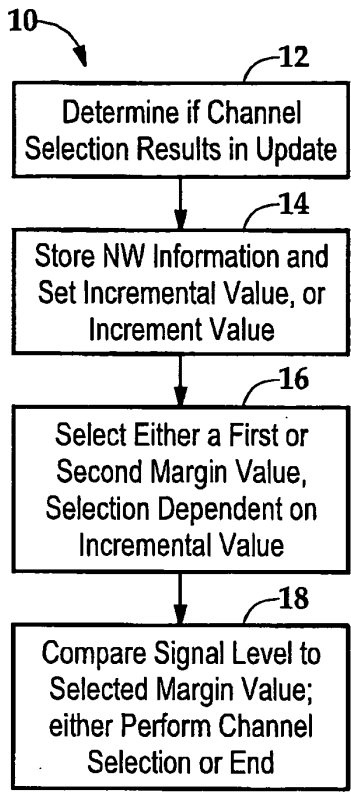 10
12
Determine if Channel
Selection Results in Update
14
Store NW Information and
Set Incremental Value, or
Increment Value
16
Select Either a First or
Second Margin Value,
Selection Dependent on
Incremental Value
18
Compare Signal Level to
Selected Margin Value;
either Perform Channel
Selection or End